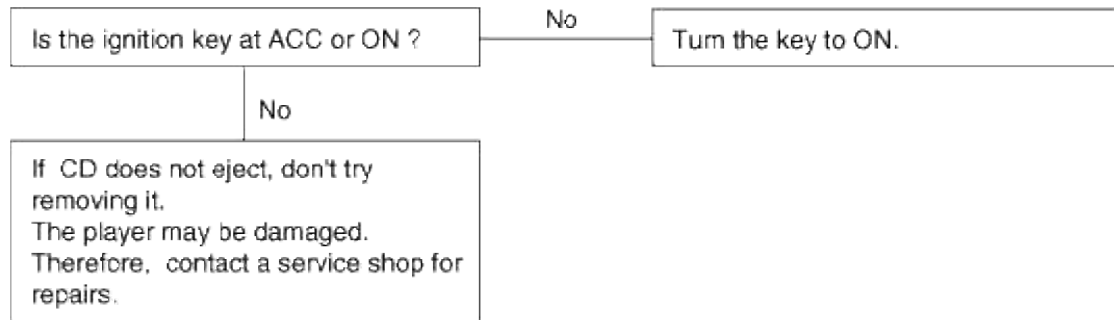 Is the ignition key at ACC or ON ?
No
Turn the key to ON.
No
If CD does not eject, don't try
removing it.
The player may be damaged.
Therefore, contact a service shop for
repairs.